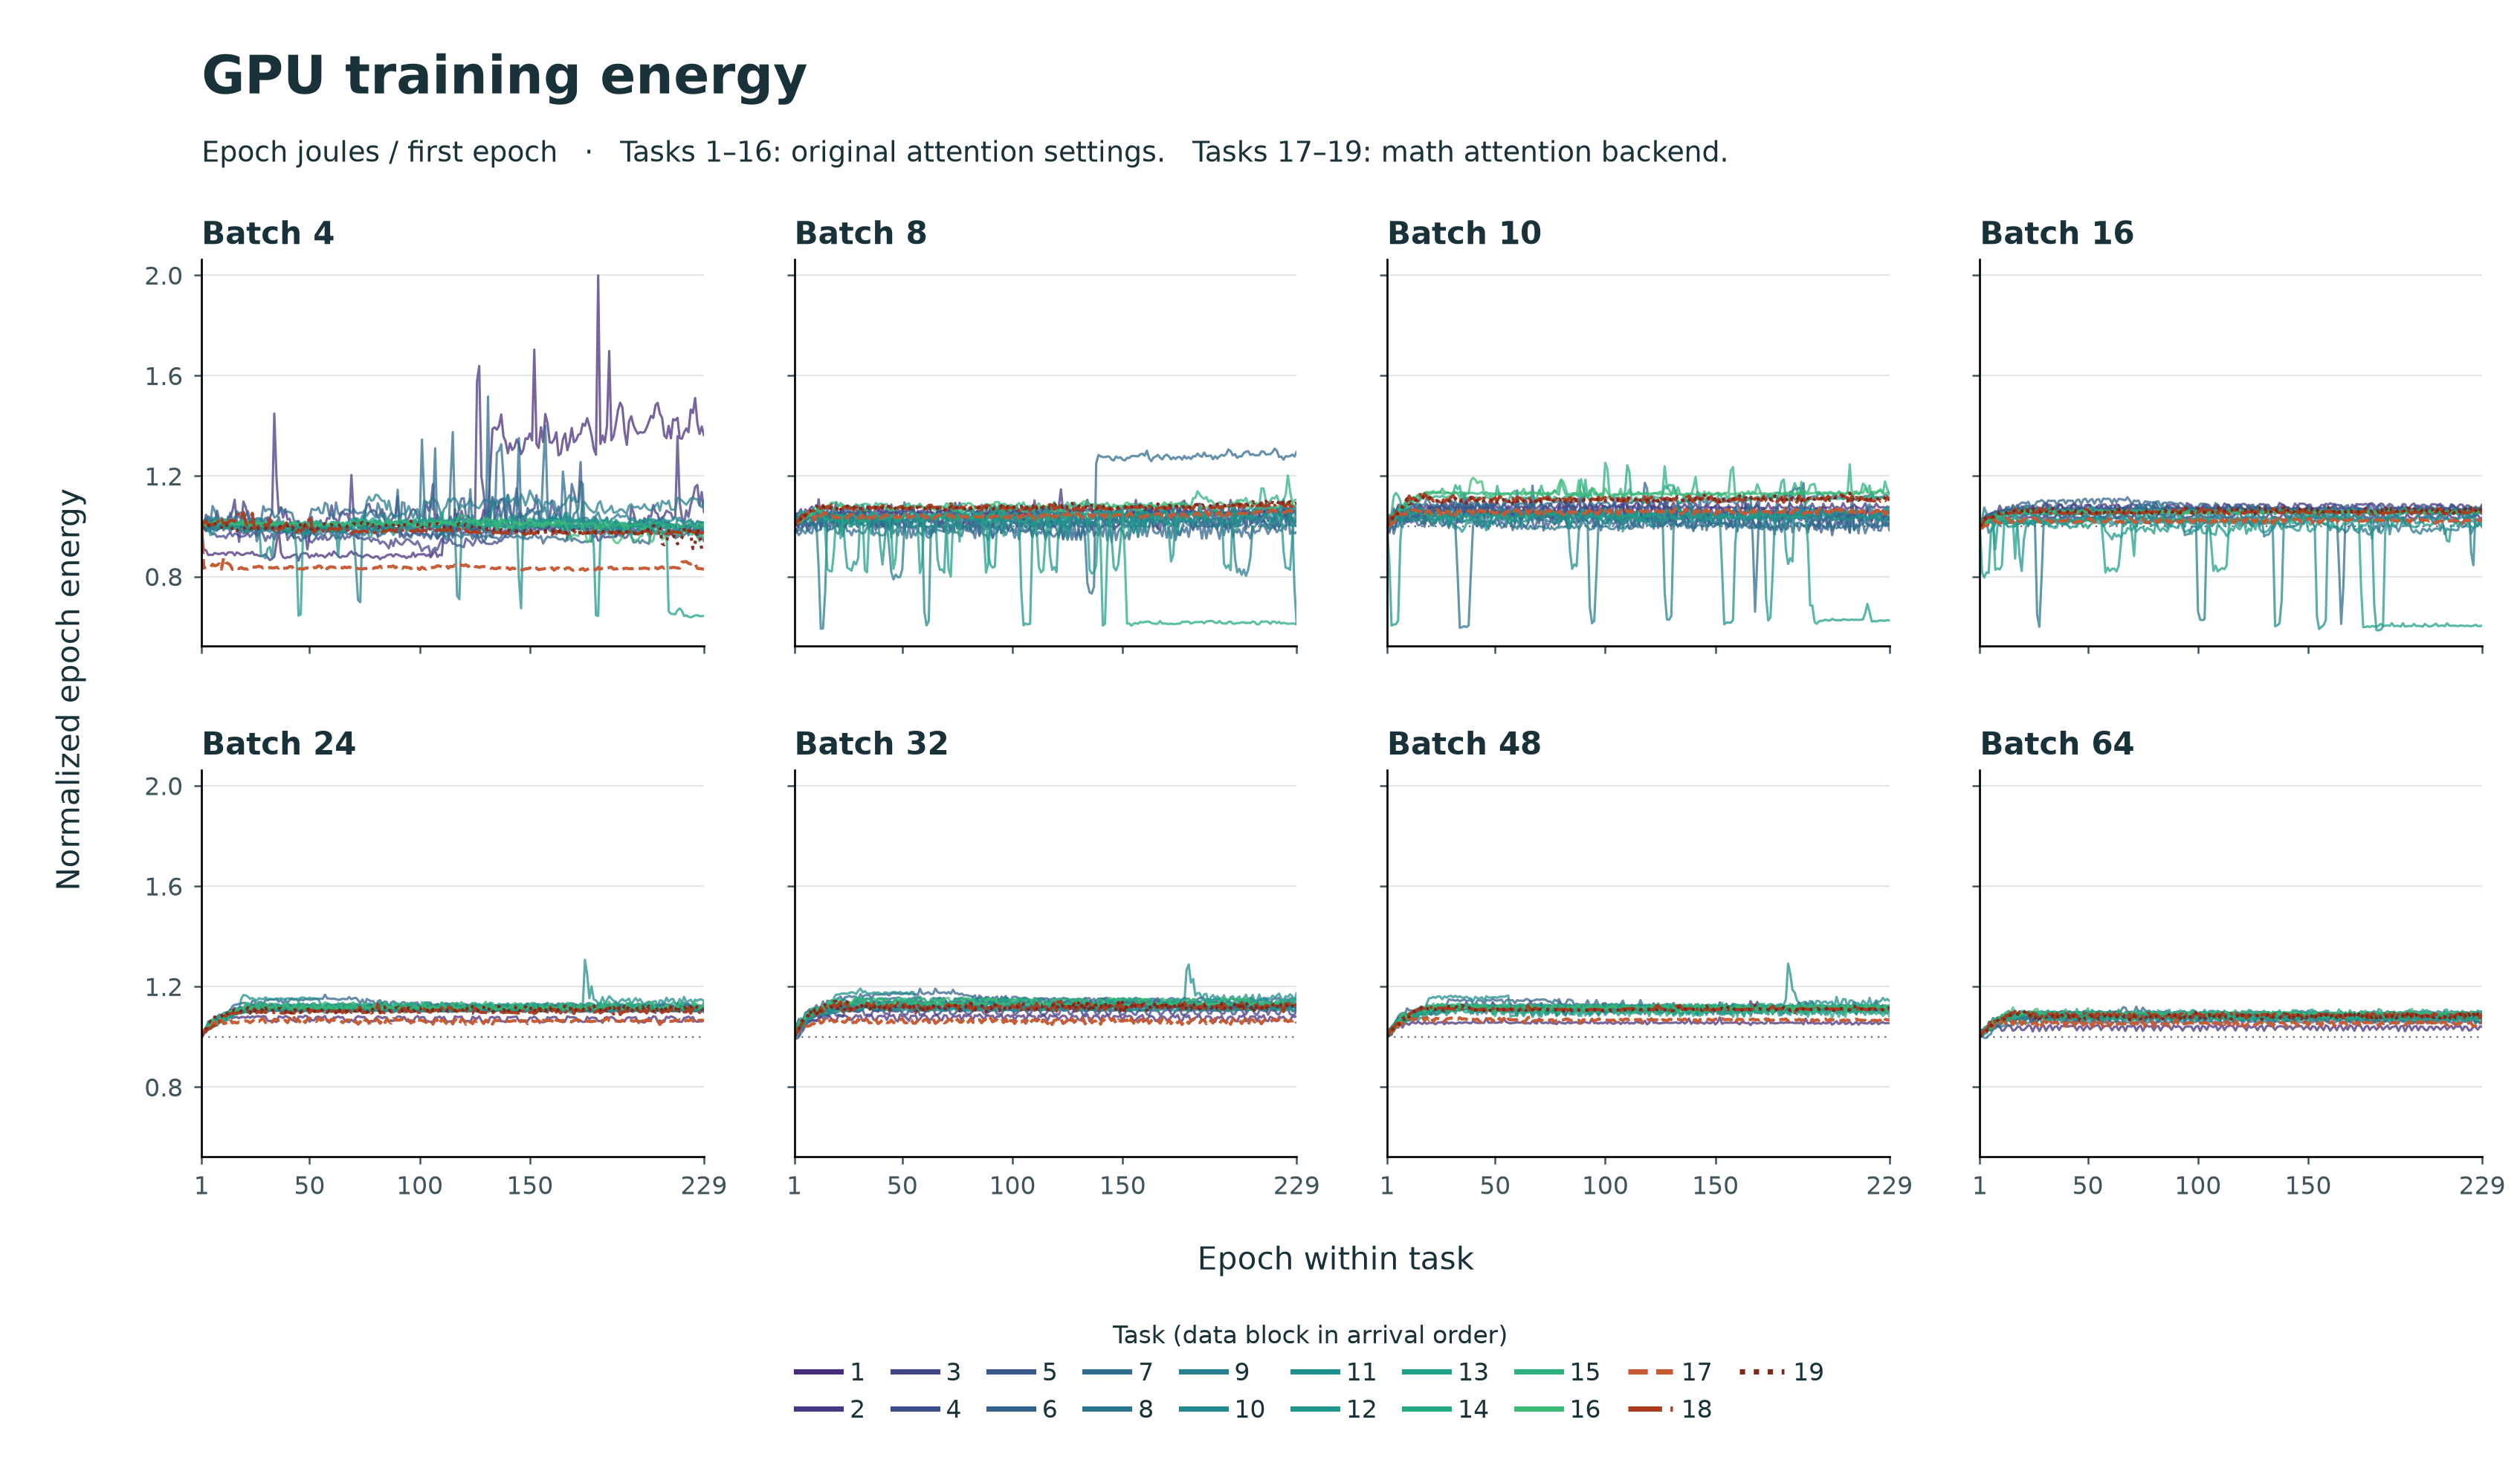 GPU training energy
Epoch joules / first epoch · Tasks 1–16: original attention settings. Tasks 17–19: math attention backend.
Batch 4 Batch 8 Batch 10 Batch 16
2.0
1.6
1.2
0.8
Normalized epoch energy
Batch 24 Batch 32 Batch 48 Batch 64
2.0
1.6
1.2
0.8
1 50 100 150 229 1 50 100 150 229 1 50 100 150 229 1 50 100 150 229
Epoch within task
Task (data block in arrival order)
1 3 5 7 9 11 13 15 17 19
2 4 6 8 10 12 14 16 18